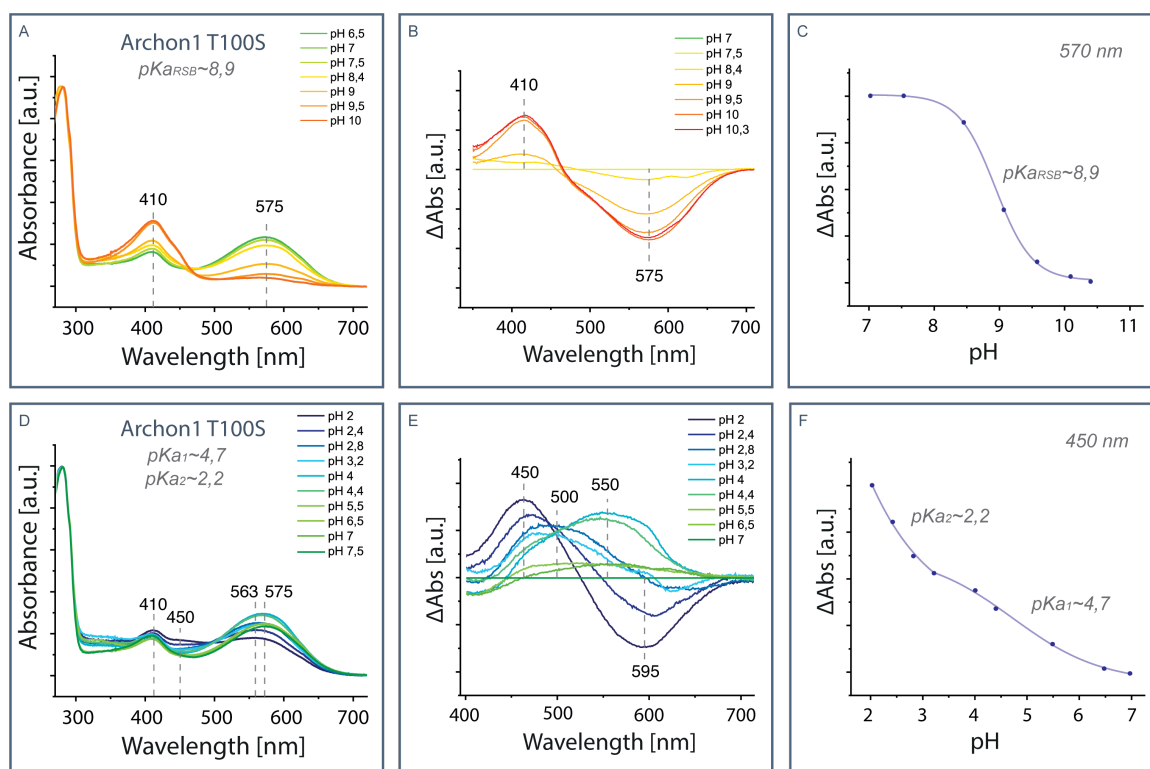 A
Archon1 T100S
pKaRSB~8,9
pH 6,5
pH 7
pH 7,5
pH 8,4
pH 9
pH 9,5
pH 10
410
575
Absorbance [a.u.]
300 400 500 600 700
Wavelength [nm]
B
pH 7
pH 7,5
pH 8,4
pH 9
pH 9,5
pH 10
pH 10,3
410
575
ΔAbs [a.u.]
400 500 600 700
Wavelength [nm]
C
570 nm
pKaRSB~8,9
ΔAbs [a.u.]
7 8 9 10 11
pH
D
Archon1 T100S
pKa1~4,7
pKa2~2,2
pH 2
pH 2,4
pH 2,8
pH 3,2
pH 4
pH 4,4
pH 5,5
pH 6,5
pH 7
pH 7,5
410
450
563 575
Absorbance [a.u.]
300 400 500 600 700
Wavelength [nm]
E
pH 2
pH 2,4
pH 2,8
pH 3,2
pH 4
pH 4,4
pH 5,5
pH 6,5
pH 7
450
500
550
595
ΔAbs [a.u.]
400 500 600 700
Wavelength [nm]
F
450 nm
pKa2~2,2
pKa1~4,7
ΔAbs [a.u.]
2 3 4 5 6 7
pH